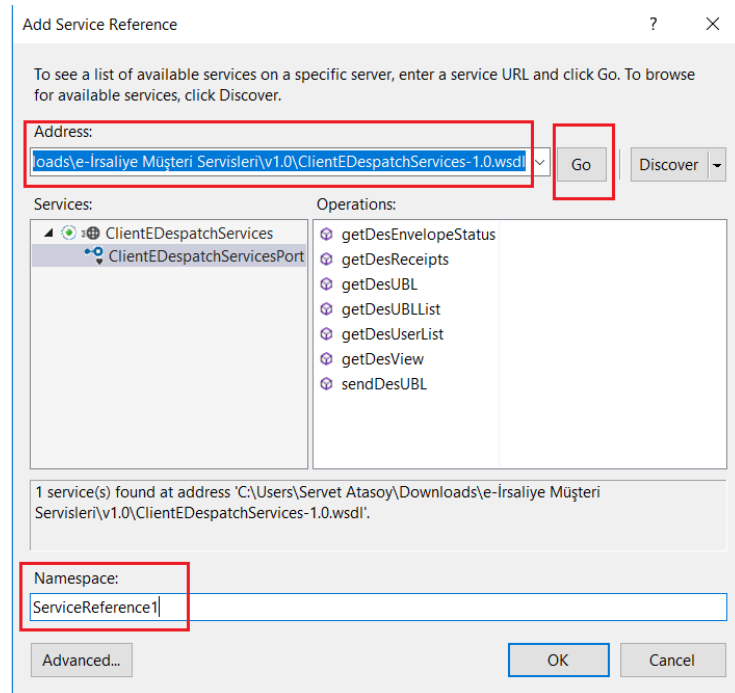 Add Service Reference
?
To see a list of available services on a specific server, enter a service URL and click Go. To browse
for available services, click Discover.
Address:
loads\e-İrsaliye Müşteri Servisleri\v1.0\ClientEDespatchServices-1.0.wsdl
Go
Discover
Services:
Operations:
ClientEDespatchServices
ClientEDespatchServicesPort
getDesEnvelopeStatus
getDesReceipts
getDesUBL
getDesUBLList
getDesUserList
getDesView
sendDesUBL
1 service(s) found at address 'C:\Users\Servet Atasoy\Downloads\e-İrsaliye Müşteri
Servisleri\v1.0\ClientEDespatchServices-1.0.wsdl'.
Namespace:
ServiceReference1
Advanced...
OK
Cancel